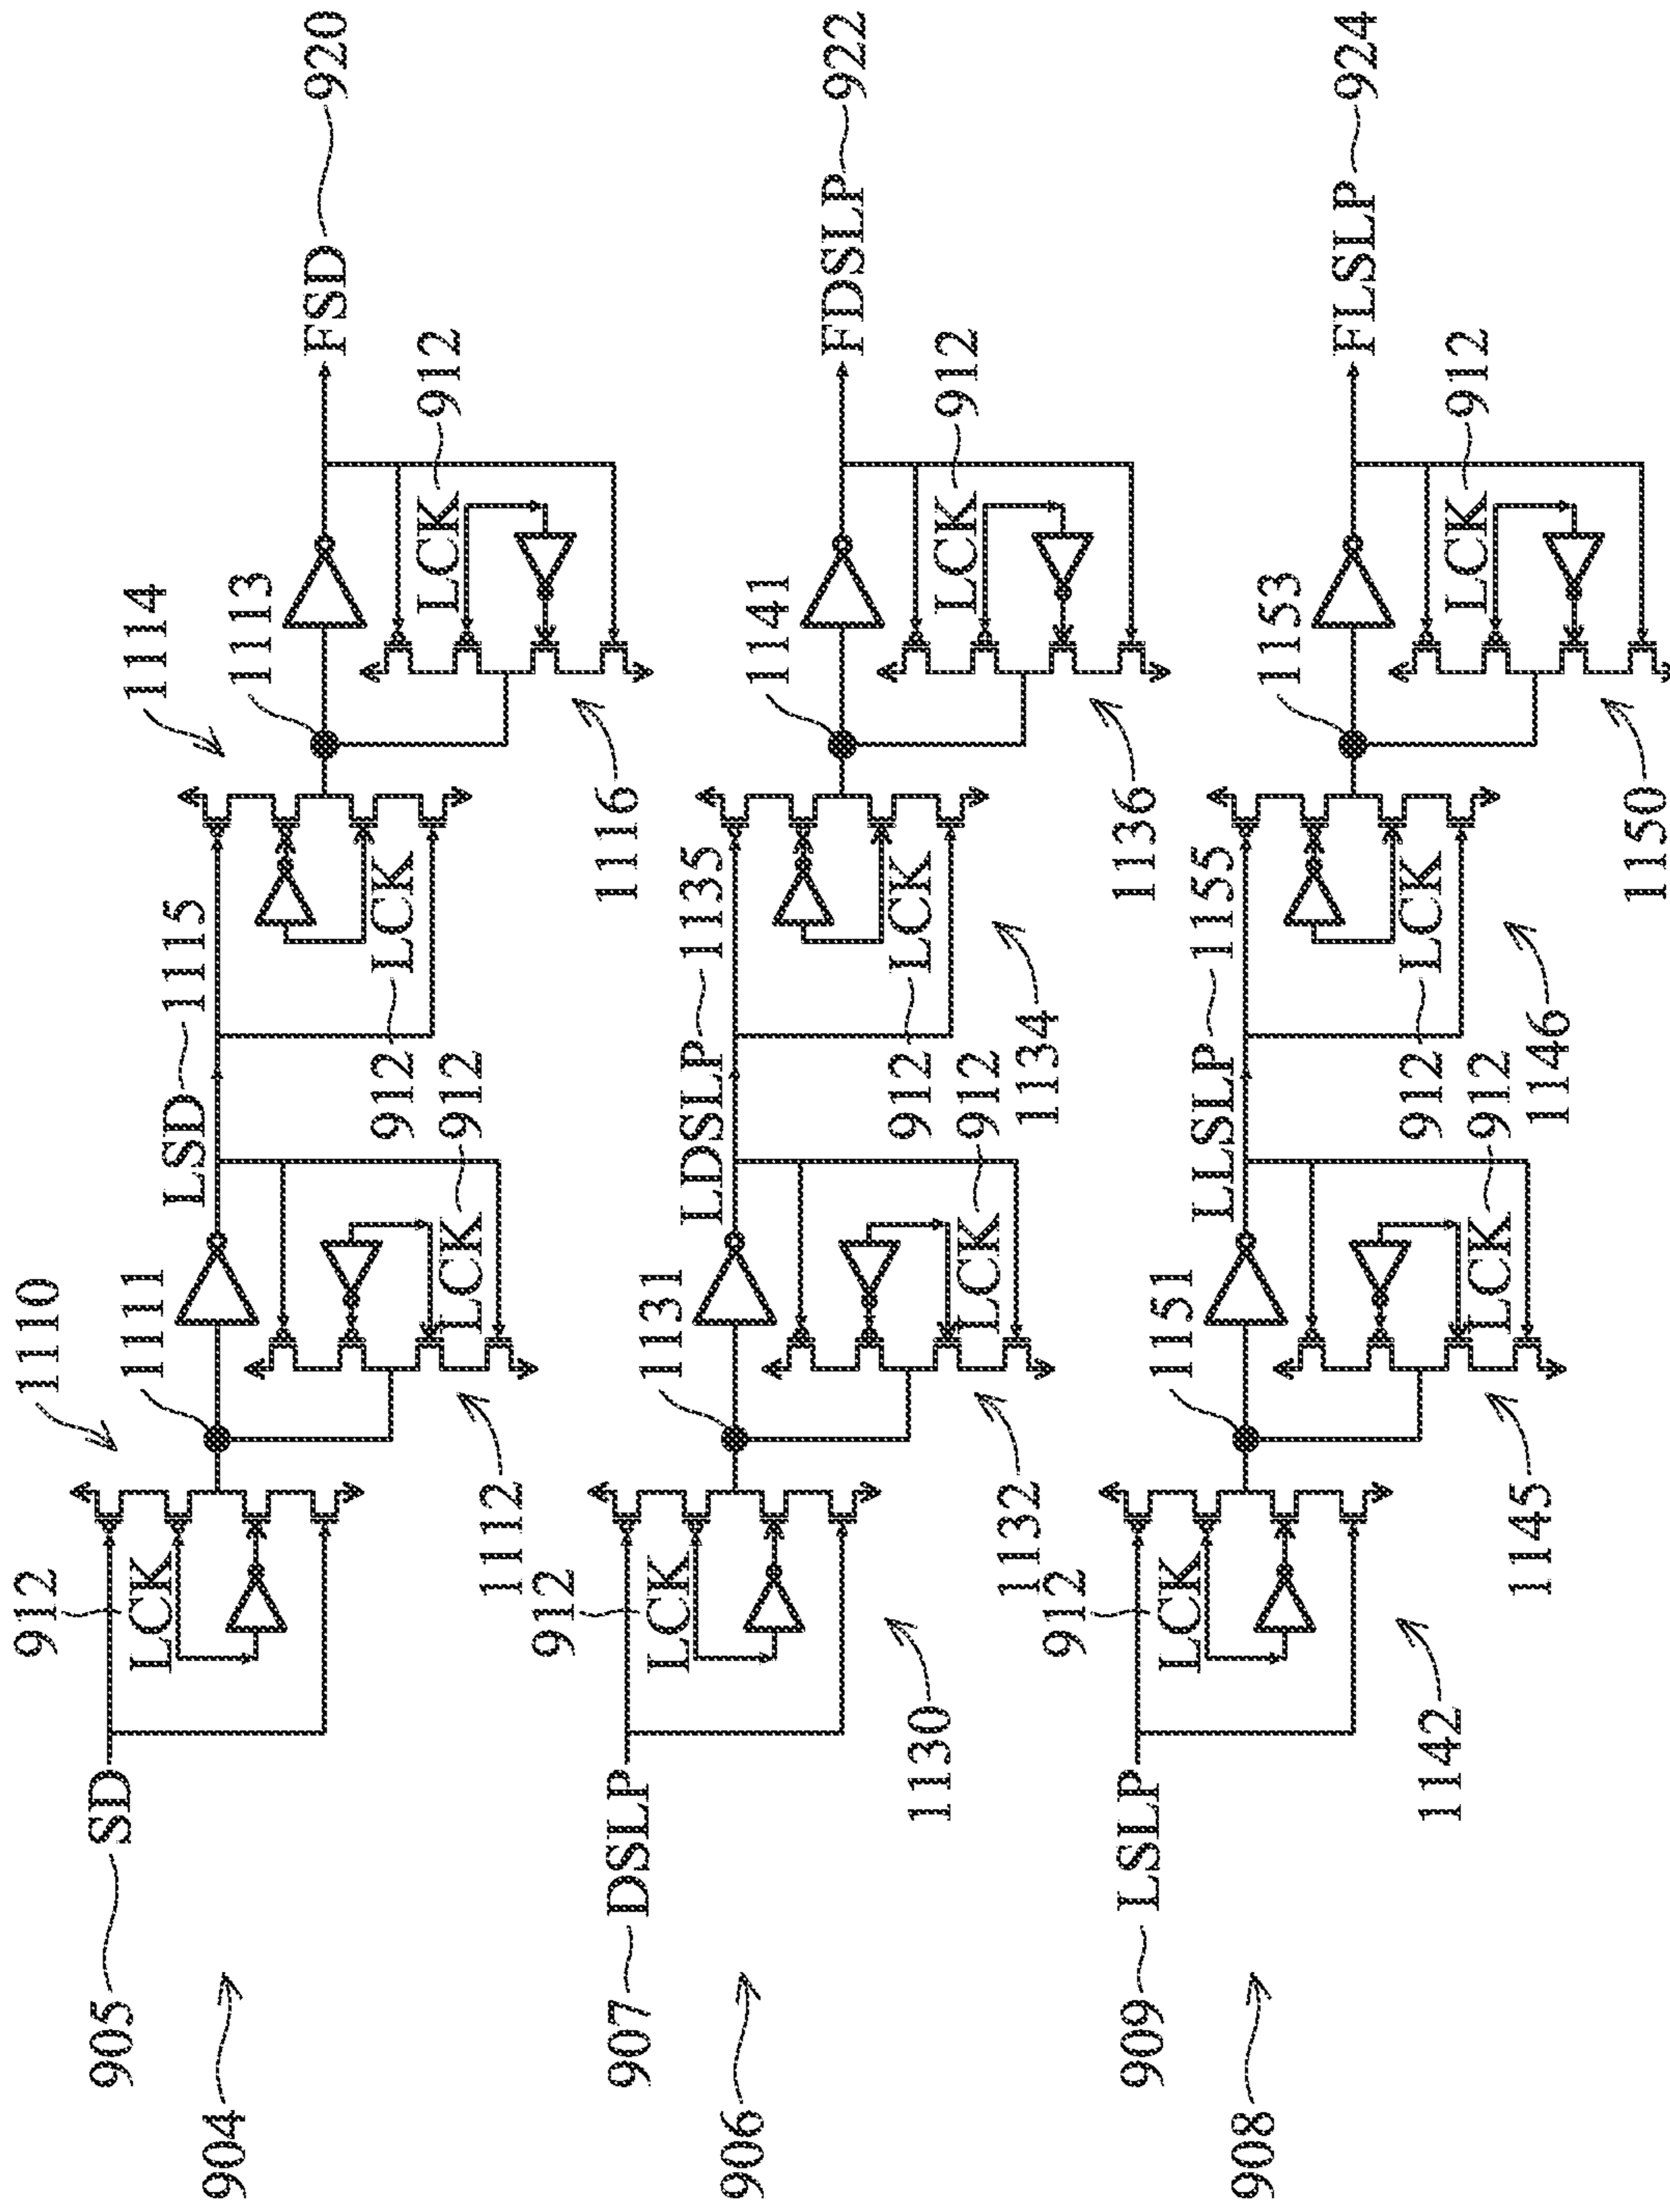 904
905 SD
912
LCK
1110
1111
1112
LSD 1115
LCK 912
912 LCK
1114
1113
1116
LCK 912
FSD 920
906
907 DSLP
912
LCK
1130
1131
1132
LDSLP 1135
LCK 912
912 LCK
1134
1141
1136
LCK 912
FDSLP 922
908
909 LSLP
912
LCK
1142
1151
1145
LLSLP 1155
LCK 912
912 LCK
1146
1153
1150
LCK 912
FLSLP 924